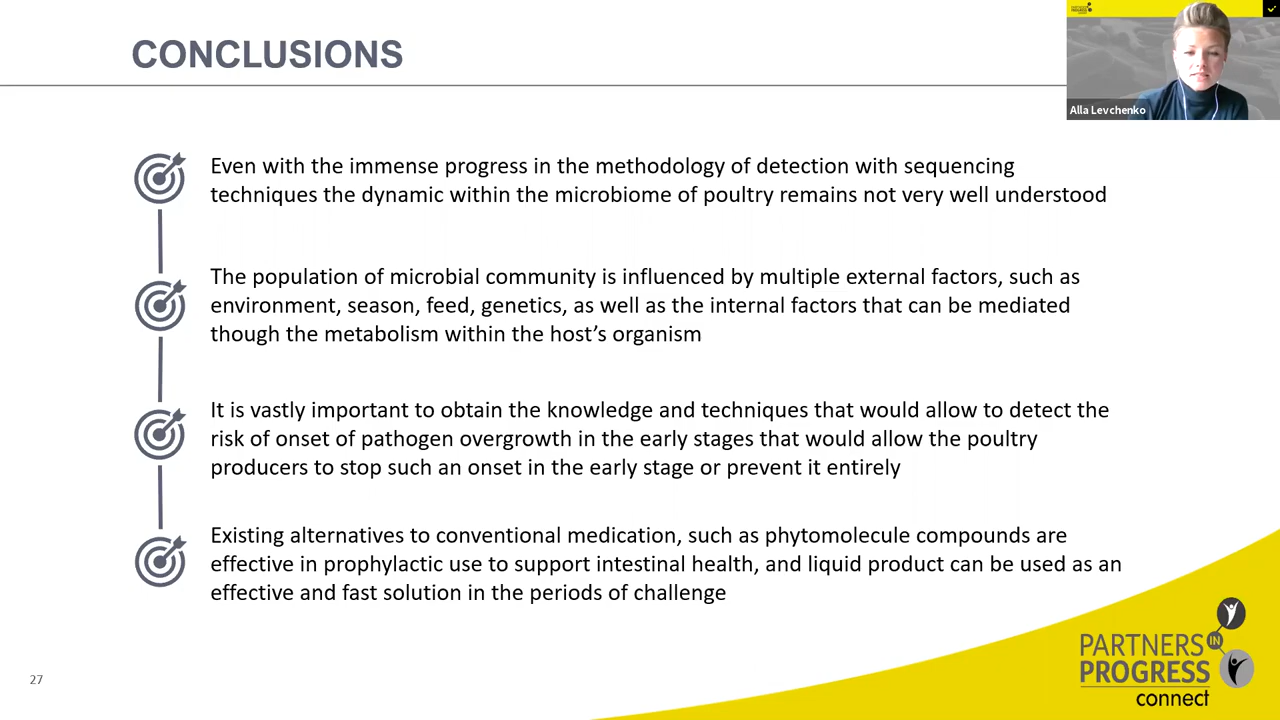 CONCLUSIONS
Alla Levchenko
Even with the immense progress in the methodology of detection with sequencing
techniques the dynamic within the microbiome of poultry remains not very well understood
The population of microbial community is influenced by multiple external factors, such as
environment, season, feed, genetics, as well as the internal factors that can be mediated
though the metabolism within the host’s organism
It is vastly important to obtain the knowledge and techniques that would allow to detect the
risk of onset of pathogen overgrowth in the early stages that would allow the poultry
producers to stop such an onset in the early stage or prevent it entirely
Existing alternatives to conventional medication, such as phytomolecule compounds are
effective in prophylactic use to support intestinal health, and liquid product can be used as an
effective and fast solution in the periods of challenge
PARTNERS IN
PROGRESS
connect
27